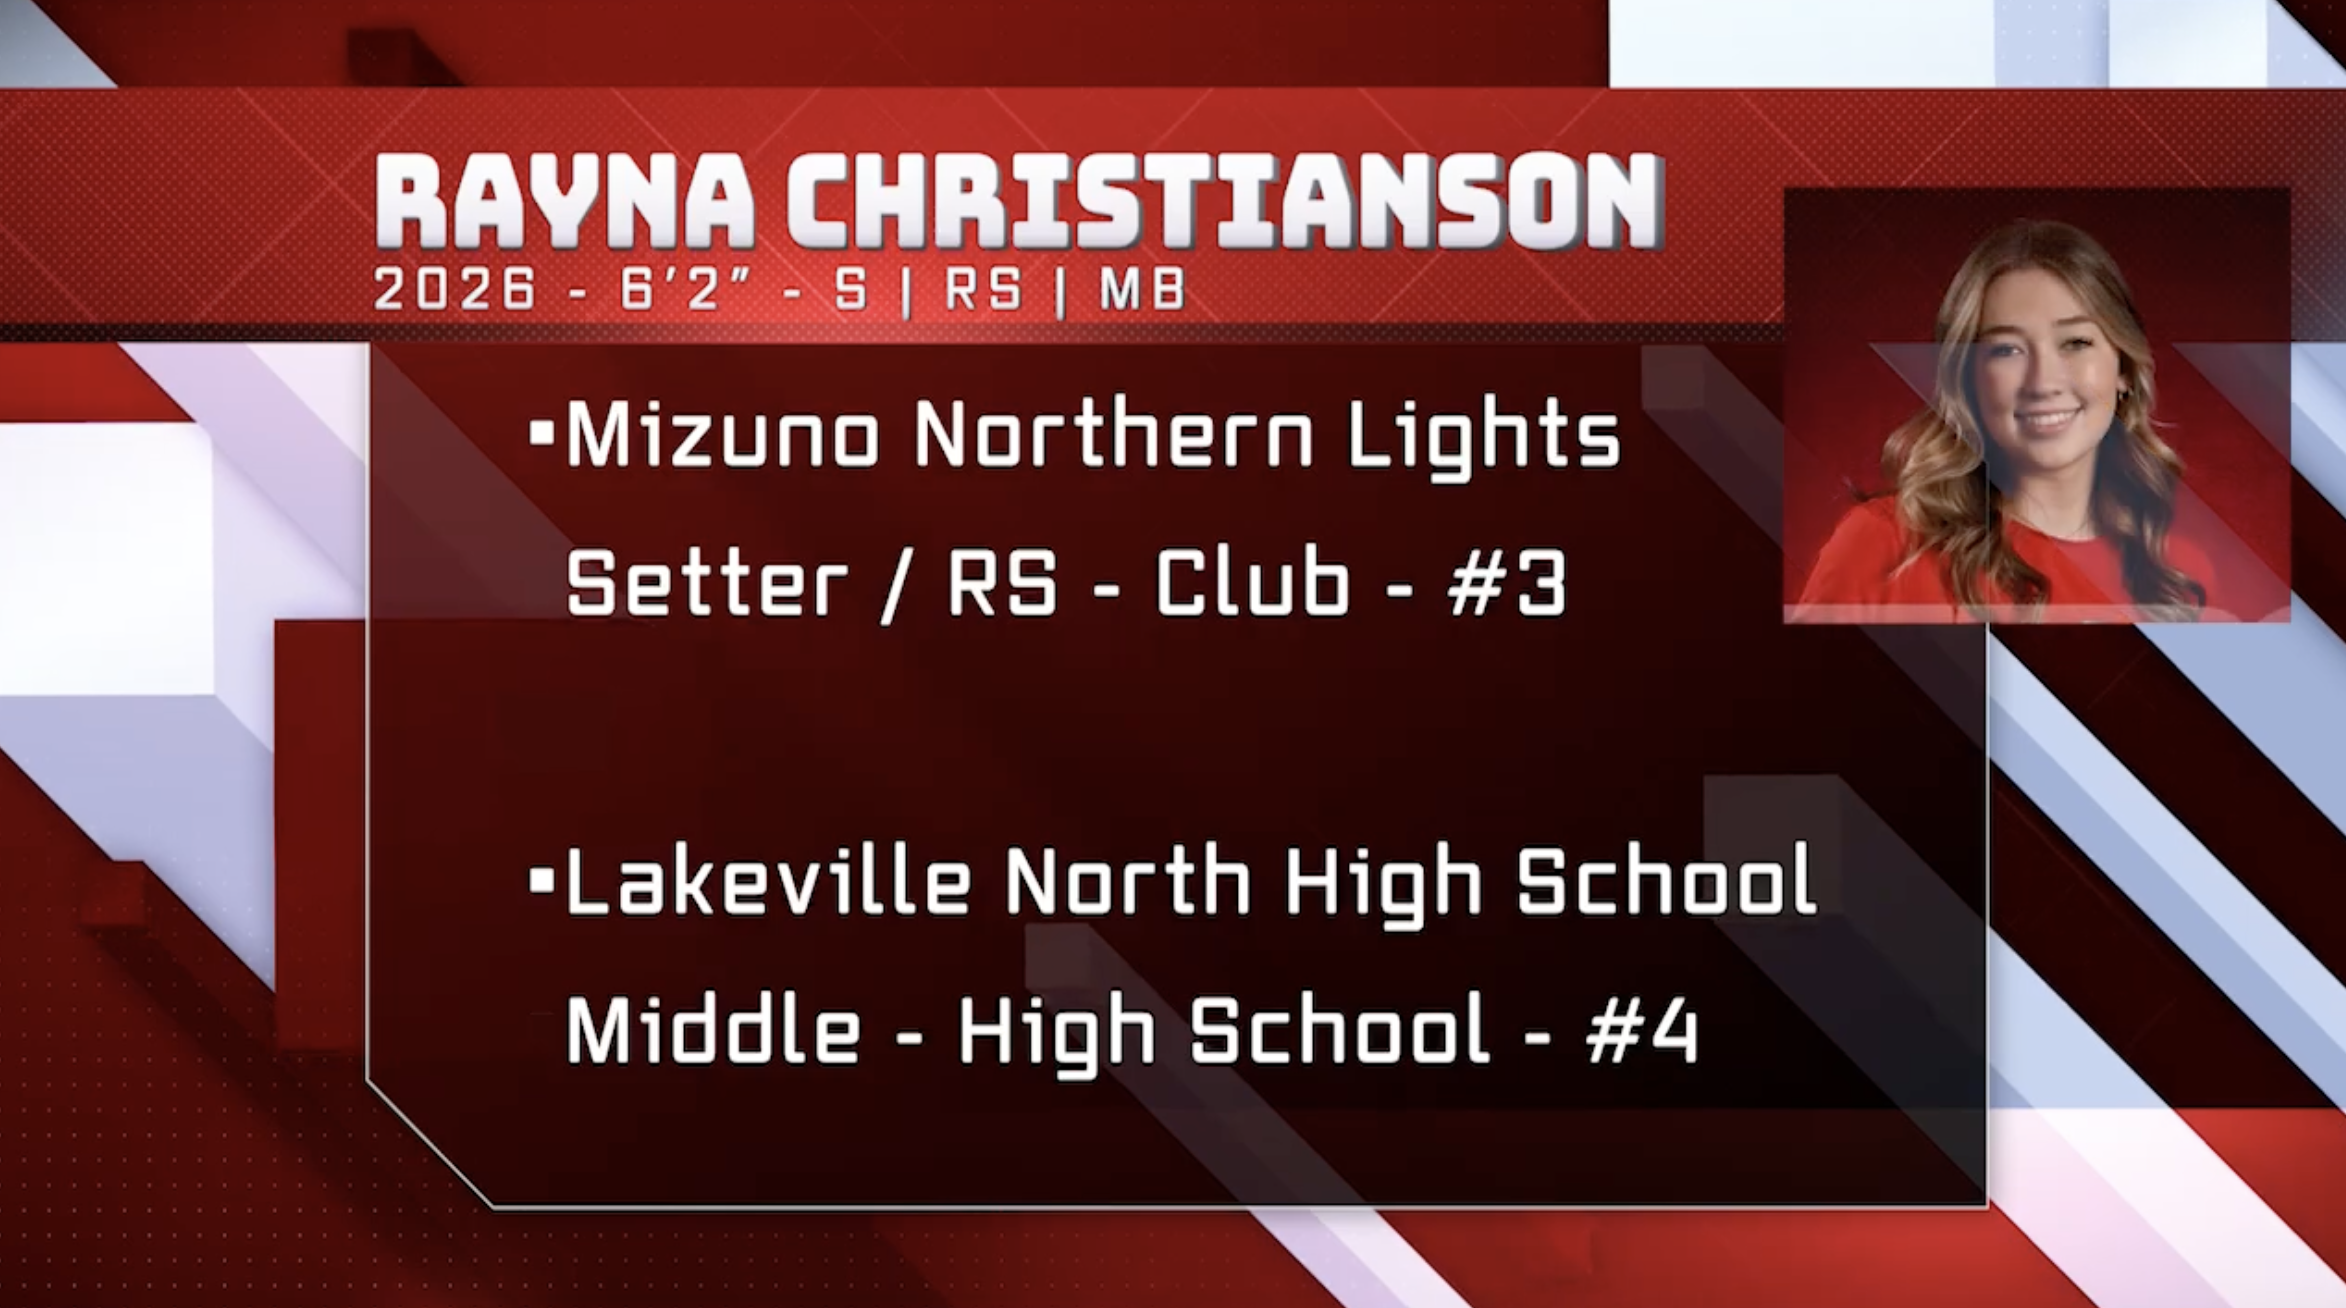 RAYNA CHRISTIANSON
2026 - 6'2" - S | RS | MB
▪Mizuno Northern Lights
Setter / RS - Club - #3
▪Lakeville North High School
Middle - High School - #4